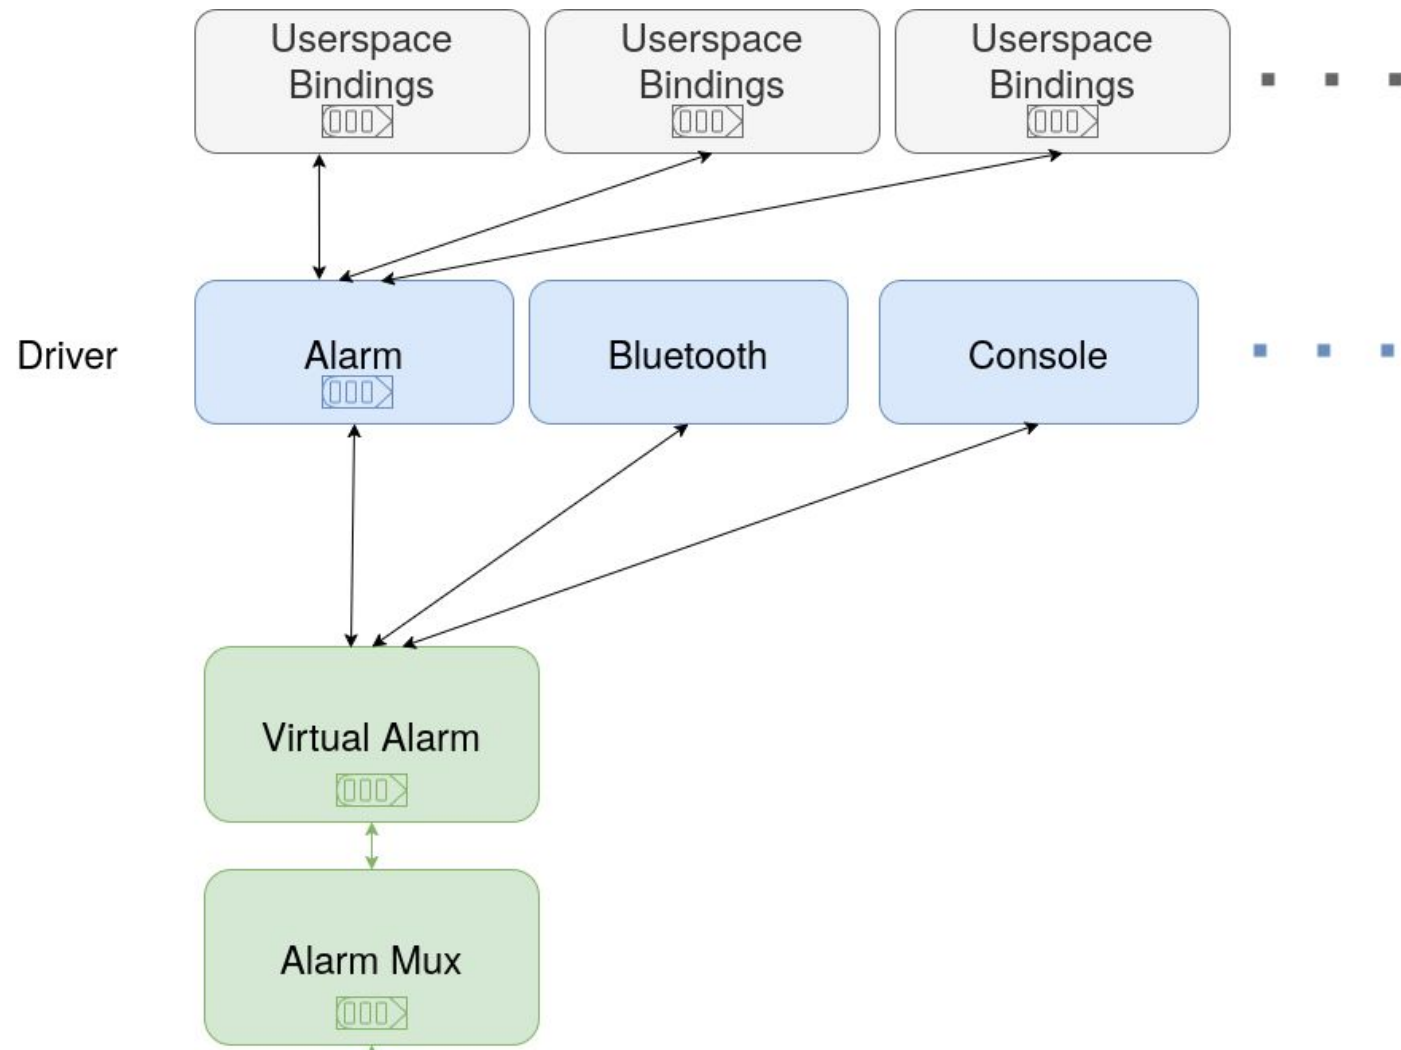 Userspace
Bindings
Userspace
Bindings
Userspace
Bindings
Driver
Alarm
Bluetooth
Console
Virtual Alarm
Alarm Mux